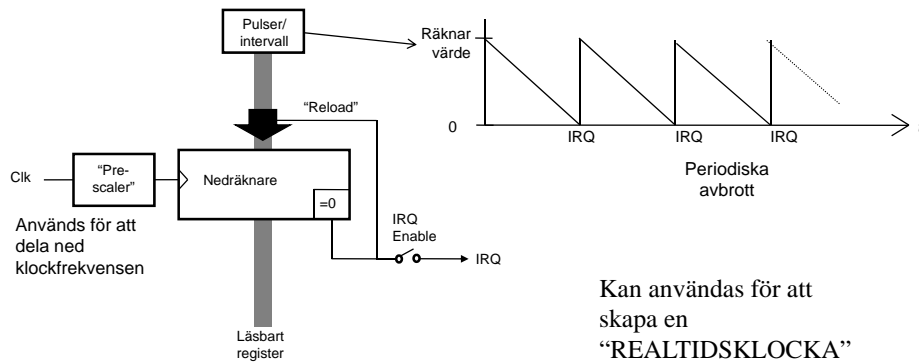 Pulser/
intervall
Räknar
värde
"Reload"
0
IRQ
IRQ
IRQ
Periodiska
avbrott
Clk
"Pre-
scaler"
Nedräknare
=0
Används för att
dela ned
klockfrekvensen
IRQ
Enable
IRQ
Kan användas för att
skapa en
"REALTIDSKLOCKA"
Läsbart
register